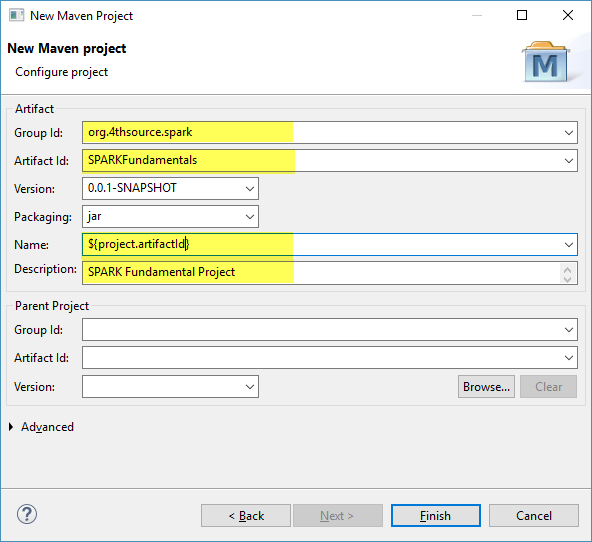 New Maven Project
New Maven project
Configure project
M
Artifact
Group Id: org.4thsource.spark
Artifact Id: SPARKFundamentals
Version: 0.0.1-SNAPSHOT
Packaging: jar
Name: ${project.artifactId}
Description: SPARK Fundamental Project
Parent Project
Group Id:
Artifact Id:
Version: Browse... Clear
Advanced
? < Back Next > Finish Cancel